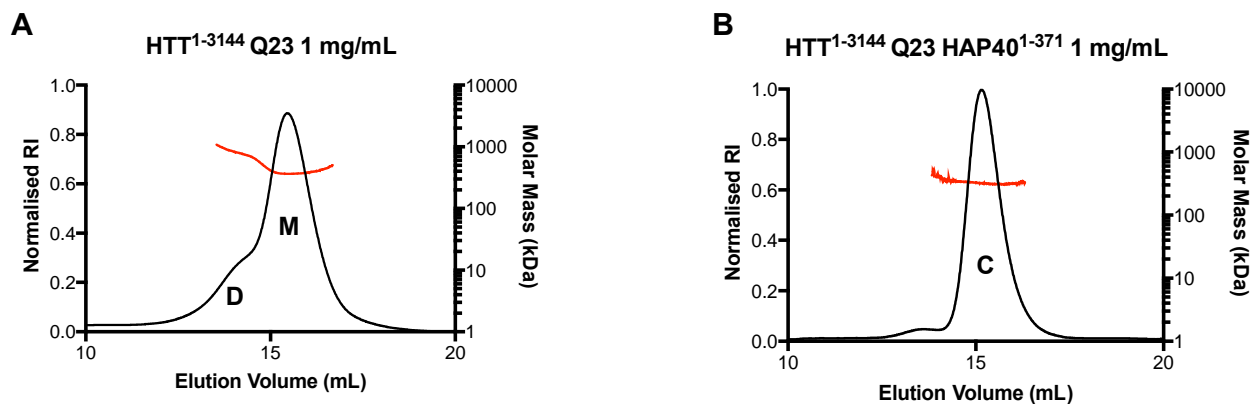 A
HTT1-3144 Q23 1 mg/mL
1.0
0.8
0.6
0.4
0.2
0.0
Normalised RI
10000
1000
100
10
1
Molar Mass (kDa)
D
M
10
15
20
Elution Volume (mL)
B
HTT1-3144 Q23 HAP401-371 1 mg/mL
1.0
0.8
0.6
0.4
0.2
0.0
Normalised RI
10000
1000
100
10
1
Molar Mass (kDa)
C
10
15
20
Elution Volume (mL)